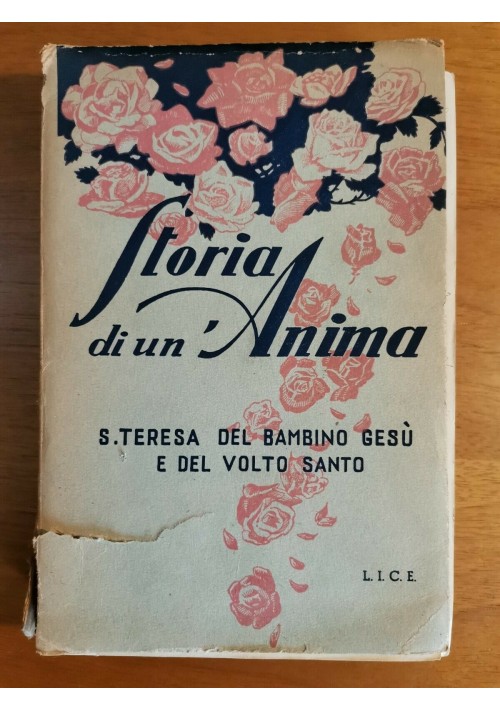 Storia
di un'Anima
S.TERESA DEL BAMBINO GESÙ
E DEL VOLTO SANTO
L. I. C. E.